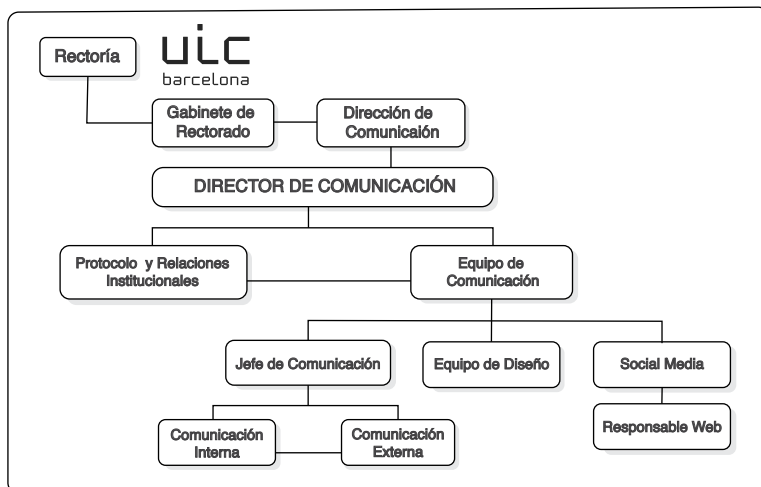 Rectoría
uic
barcelona
Gabinete de
Rectorado
Dirección de
Comunicaión
DIRECTOR DE COMUNICACIÓN
Protocolo y Relaciones
Institucionales
Equipo de
Comunicación
Jefe de Comunicación
Equipo de Diseño
Social Media
Comunicación
Interna
Comunicación
Externa
Responsable Web